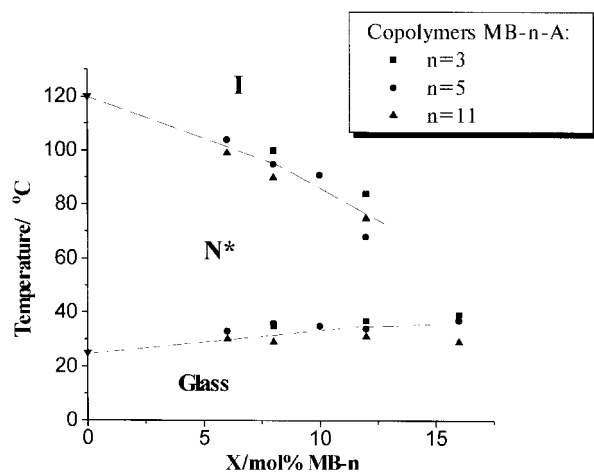 Copolymers MB-n-A:
n=3
n=5
n=11
I
N*
Glass
Temperature/ °C
120
100
80
60
40
20
0
0
5
10
15
X/mol% MB-n